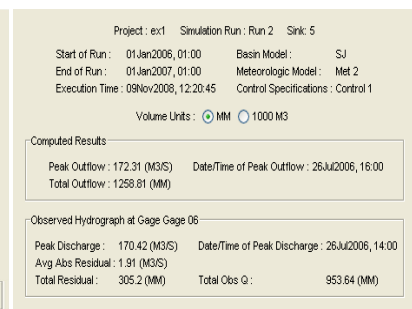 Project : ex1 Simulation Run : Run 2 Sink: 5
Start of Run : 01Jan2006, 01:00 Basin Model : SJ
End of Run : 01Jan2007, 01:00 Meteorologic Model : Met 2
Execution Time : 09Nov2008, 12:20:45 Control Specifications : Control 1
Volume Units : MM 1000 M3
Computed Results
Peak Outflow : 172.31 (M3/S) Date/Time of Peak Outflow : 26Jul2006, 16:00
Total Outflow : 1258.81 (MM)
Observed Hydrograph at Gage Gage 06
Peak Discharge : 170.42 (M3/S) Date/Time of Peak Discharge : 26Jul2006, 14:00
Avg Abs Residual : 1.91 (M3/S)
Total Residual : 305.2 (MM) Total Obs Q : 953.64 (MM)